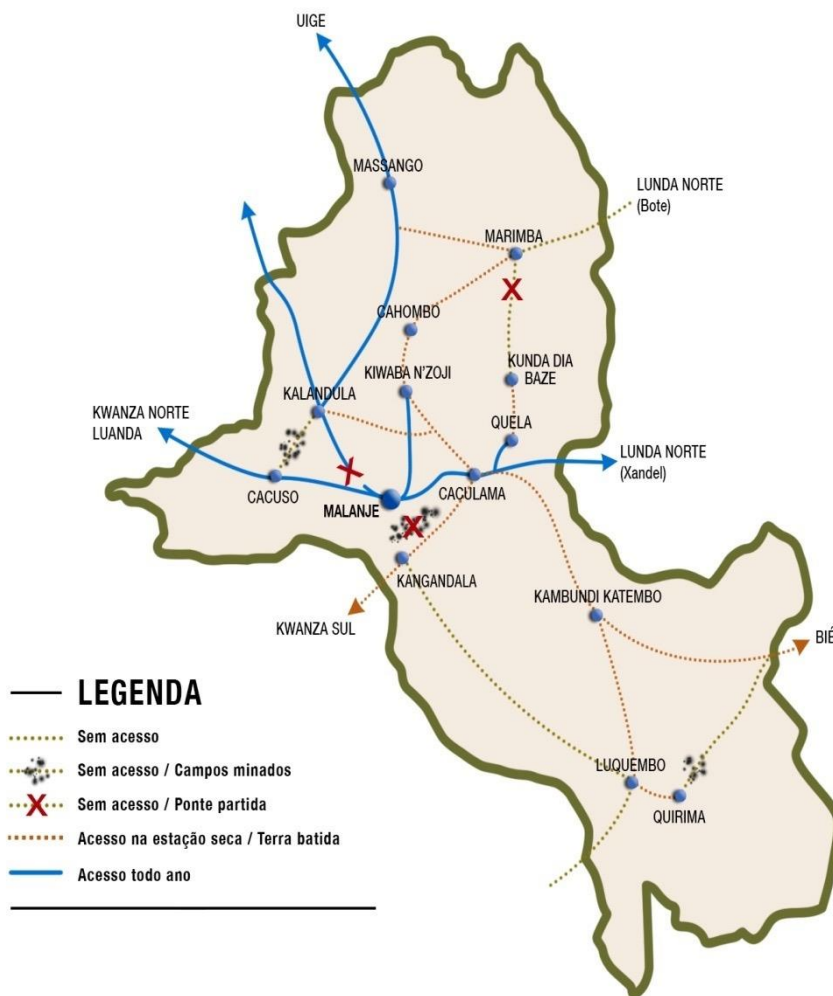 UIGE
MASSANGO
LUNDA NORTE
(Bote)
MARIMBA
CAHOMBO
KIWABA N'ZOJI
KUNDA DIA
BAZE
KALANDULA
KWANZA NORTE
LUANDA
QUELA
LUNDA NORTE
(Xandel)
CACUSO
CACULAMA
MALANJE
KANGANDALA
KAMBUNDI KATEMBO
KWANZA SUL
BIÉ
LUQUEMBO
QUIRIMA
LEGENDA
Sem acesso
Sem acesso / Campos minados
Sem acesso / Ponte partida
Acesso na estação seca / Terra batida
Acesso todo ano